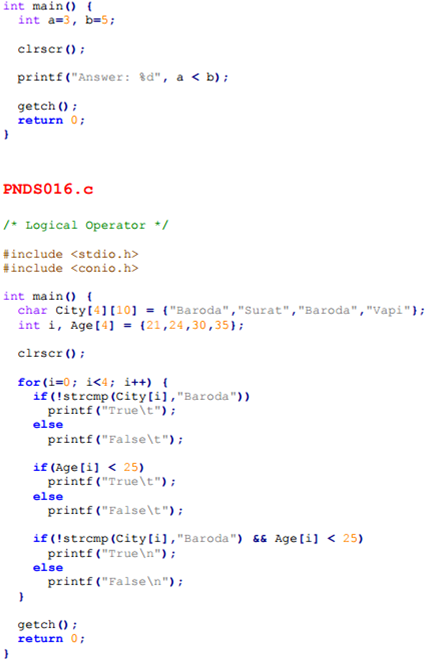 int main() {
  int a=3, b=5;

  clrscr();

  printf("Answer: %d", a < b);

  getch();
  return 0;
}

PNDS016.c

/* Logical Operator */

#include <stdio.h>
#include <conio.h>

int main() {
  char City[4][10] = {"Baroda","Surat","Baroda","Vapi"};
  int i, Age[4] = {21,24,30,35};

  clrscr();

  for(i=0; i<4; i++) {
    if(!strcmp(City[i],"Baroda"))
      printf("True\t");
    else
      printf("False\t");

    if(Age[i] < 25)
      printf("True\t");
    else
      printf("False\t");

    if(!strcmp(City[i],"Baroda") && Age[i] < 25)
      printf("True\n");
    else
      printf("False\n");
  }

  getch();
  return 0;
}